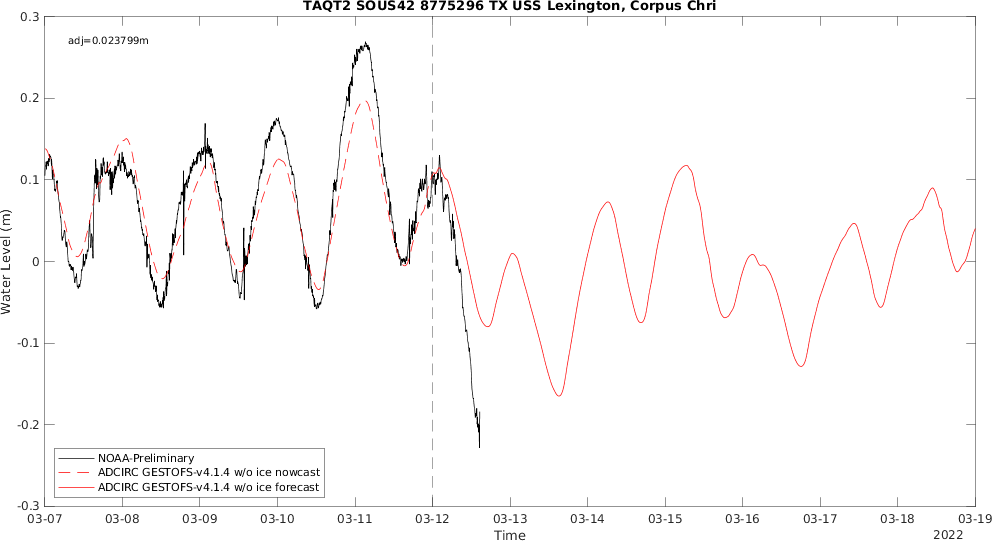 TAQT2 SOUS42 8775296 TX USS Lexington, Corpus Chri
adj=0.023799m
0.3
0.2
0.1
0
-0.1
-0.2
-0.3
Water Level (m)
NOAA-Preliminary
ADCIRC GESTOFS-v4.1.4 w/o ice nowcast
ADCIRC GESTOFS-v4.1.4 w/o ice forecast
03-07 03-08 03-09 03-10 03-11 03-12 03-13 03-14 03-15 03-16 03-17 03-18 03-19
Time
2022